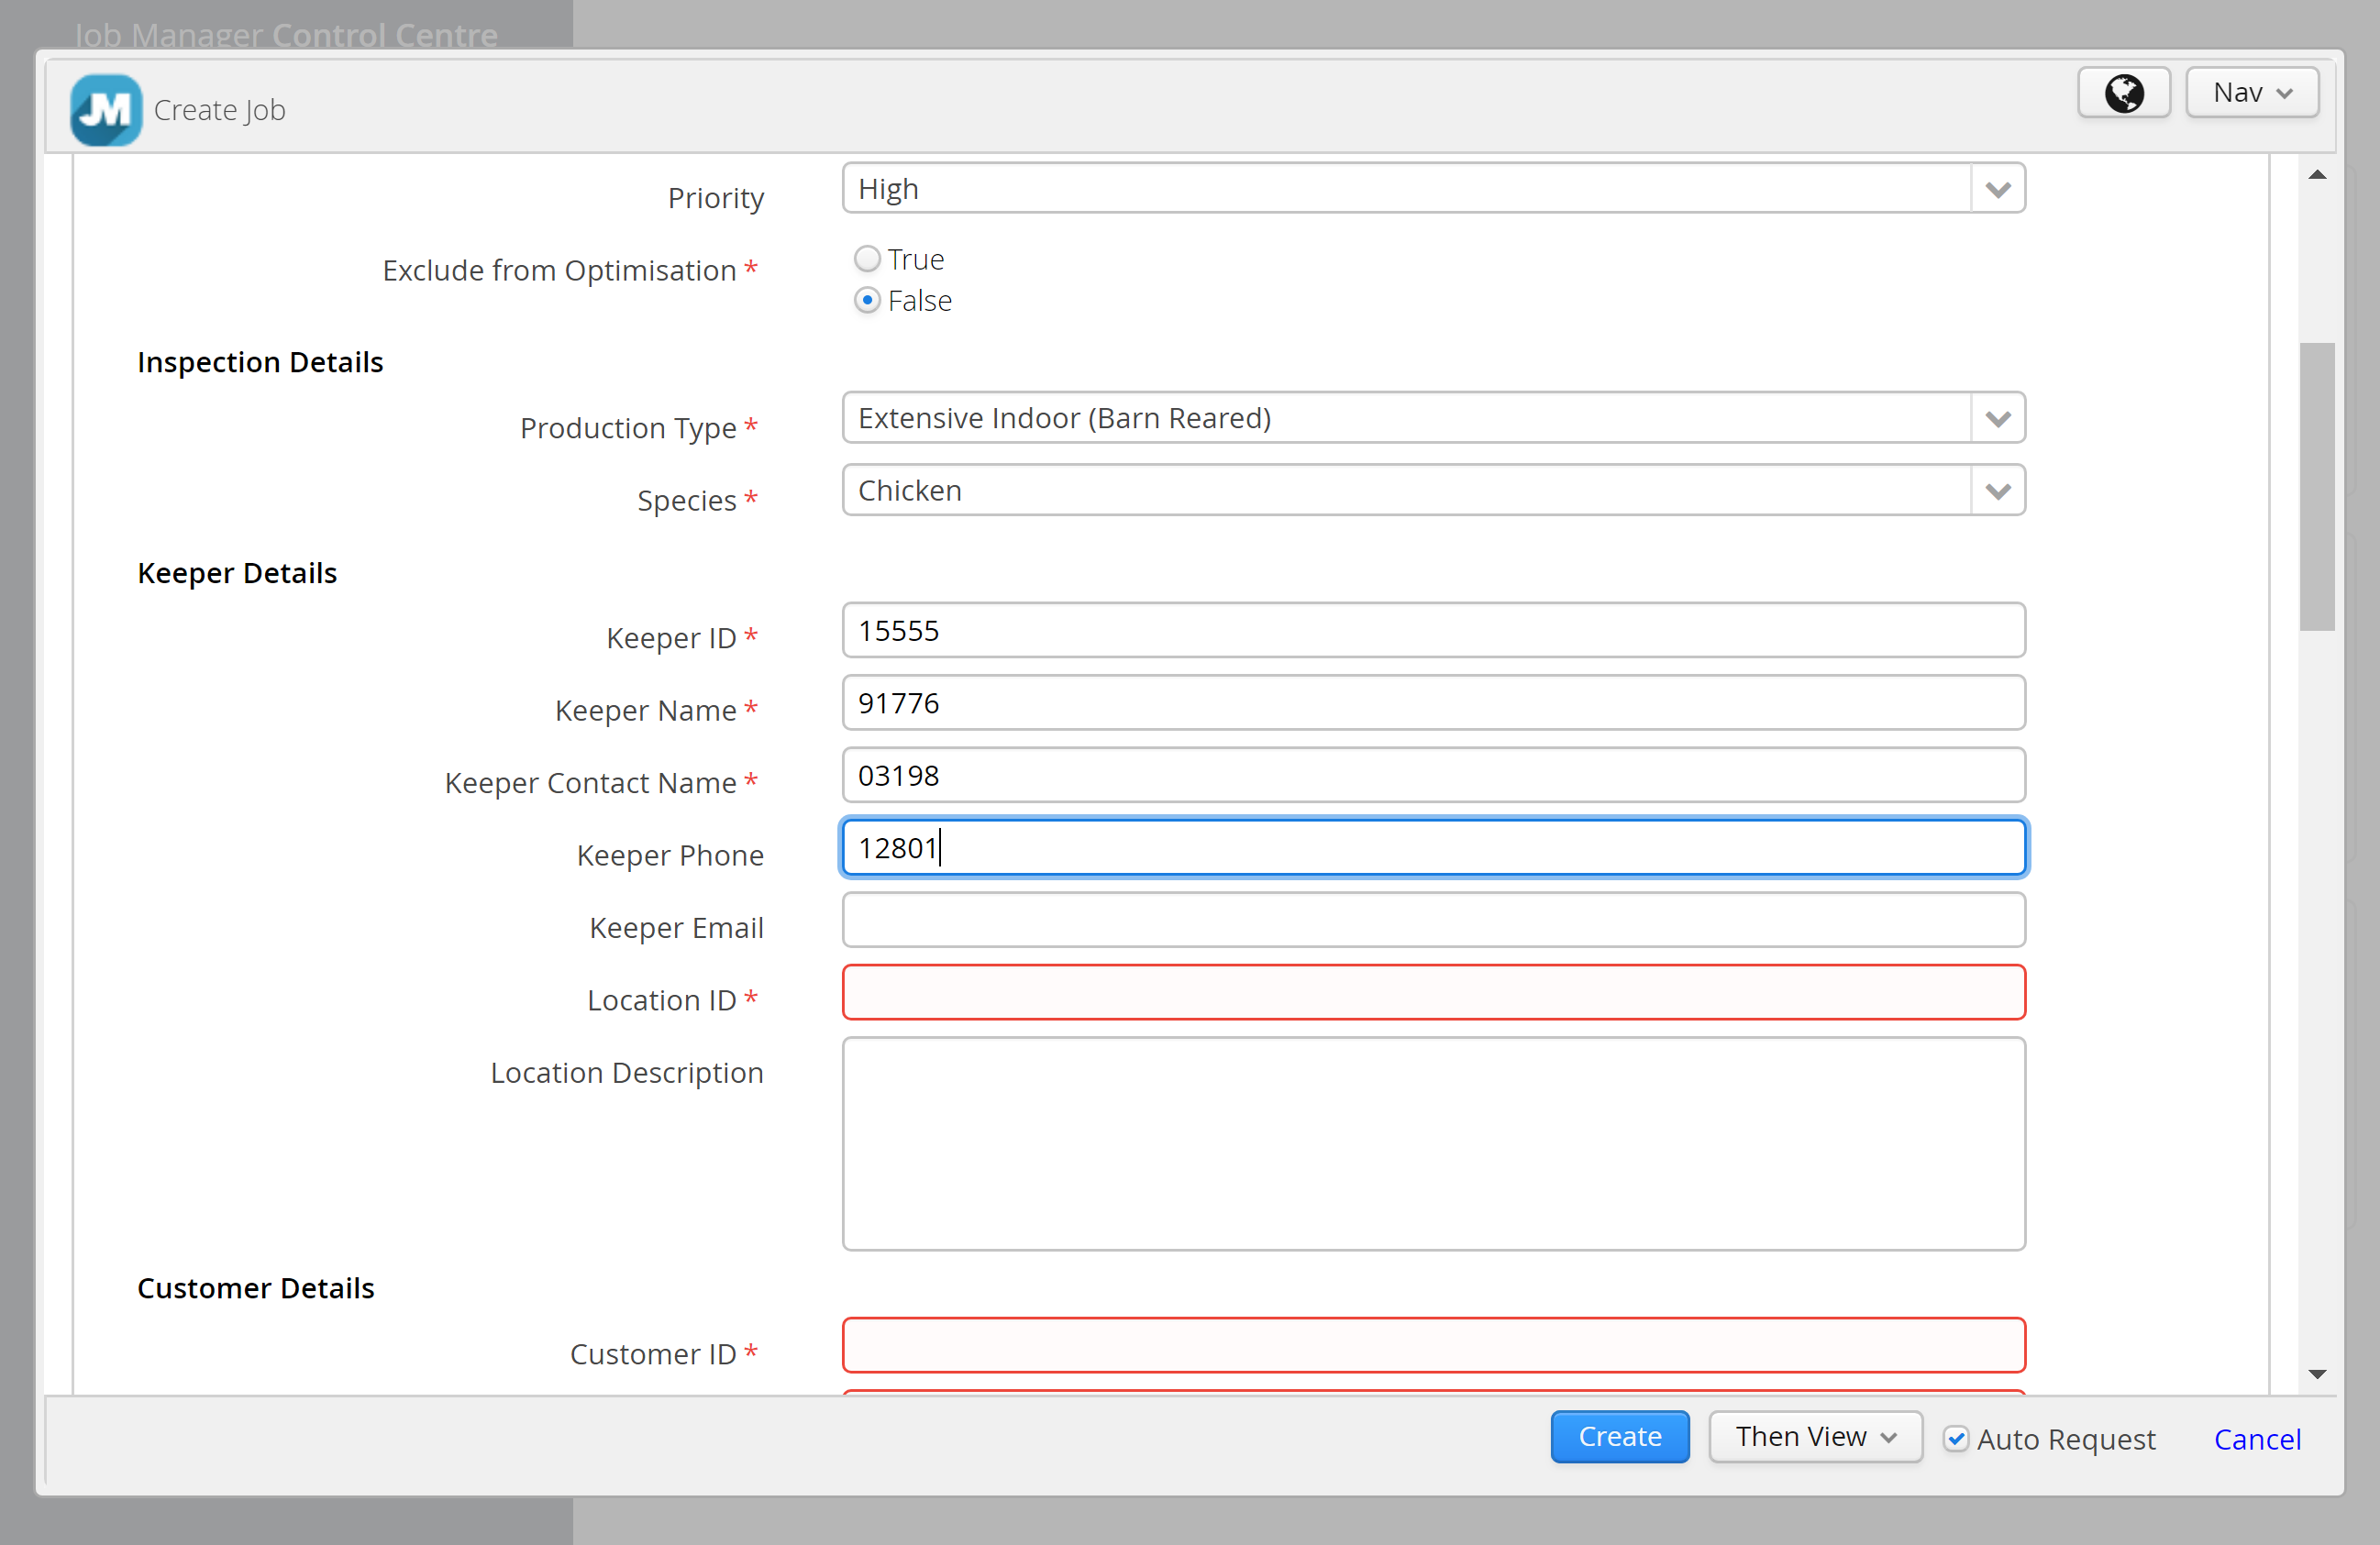 Job Manager Control Centre
JM Create Job
Nav
Priority High
Exclude from Optimisation * True
False
Inspection Details
Production Type * Extensive Indoor (Barn Reared)
Species * Chicken
Keeper Details
Keeper ID * 15555
Keeper Name * 91776
Keeper Contact Name * 03198
Keeper Phone 12801
Keeper Email
Location ID *
Location Description
Customer Details
Customer ID *
Create Then View Auto Request Cancel